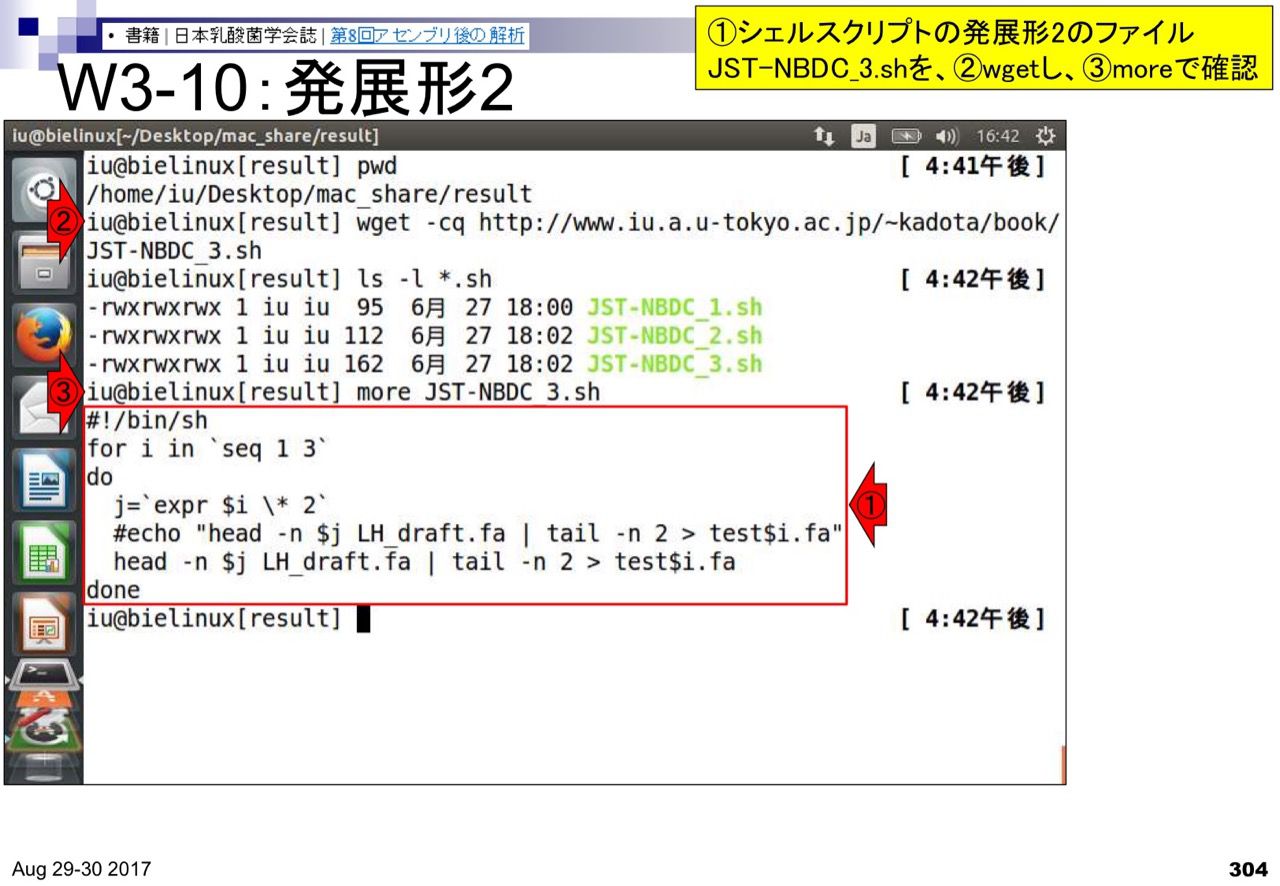 • 書籍 | 日本乳酸菌学会誌 | 第8回アセンブリ後の解析
①シェルスクリプトの発展形2のファイル
JST-NBDC_3.shを、②wgetし、③moreで確認
W3-10：発展形2
iu@bielinux[~/Desktop/mac_share/result] Ja 16:42
iu@bielinux[result] pwd [ 4:41午後]
/home/iu/Desktop/mac_share/result
② iu@bielinux[result] wget -cq http://www.iu.a.u-tokyo.ac.jp/~kadota/book/
JST-NBDC_3.sh
iu@bielinux[result] ls -l *.sh [ 4:42午後]
-rwxrwxrwx 1 iu iu  95  6月 27 18:00 JST-NBDC_1.sh
-rwxrwxrwx 1 iu iu 112  6月 27 18:02 JST-NBDC_2.sh
-rwxrwxrwx 1 iu iu 162  6月 27 18:02 JST-NBDC_3.sh
③ iu@bielinux[result] more JST-NBDC_3.sh [ 4:42午後]
#!/bin/sh
for i in `seq 1 3`
do
  j=`expr $i \* 2` ①
  #echo "head -n $j LH_draft.fa | tail -n 2 > test$i.fa"
  head -n $j LH_draft.fa | tail -n 2 > test$i.fa
done
iu@bielinux[result] [ 4:42午後]
Aug 29-30 2017
304